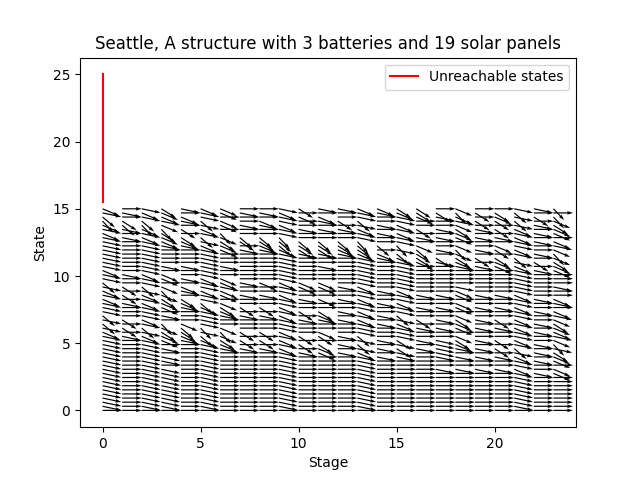 Seattle, A structure with 3 batteries and 19 solar panels
Unreachable states
State
25
20
15
10
5
0
0 5 10 15 20
Stage